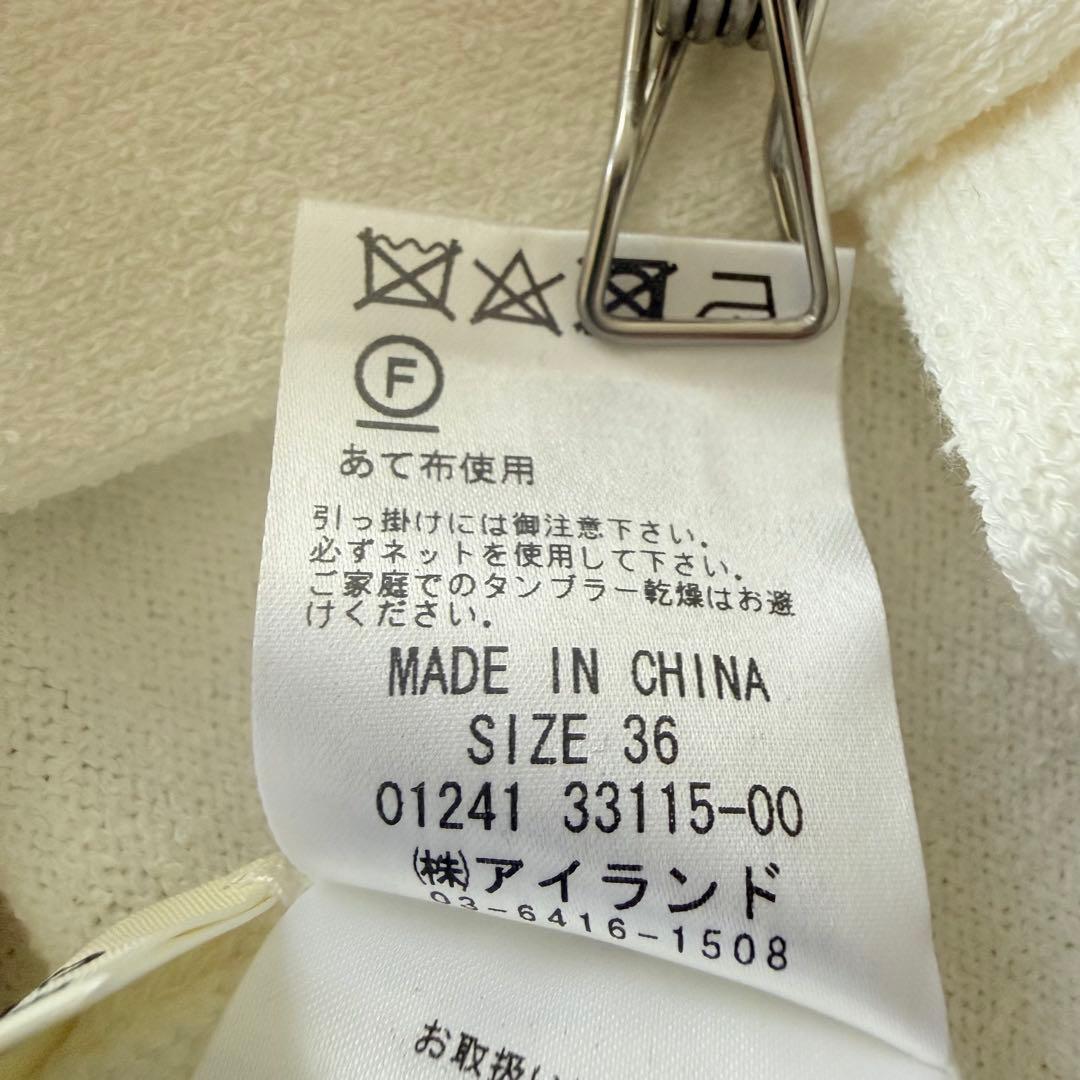 F
あて布使用
引っ掛けには御注意下さい。
必ずネットを使用して下さい。
ご家庭でのタンブラー乾燥はお避
けください。
MADE IN CHINA
SIZE 36
01241 33115-00
㈱アイランド
03-6416-1508
お取扱い